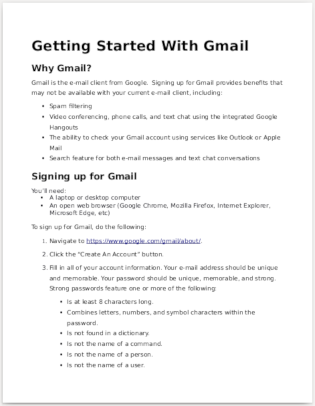 Getting Started With Gmail
Why Gmail?
Gmail is the e-mail client from Google. Signing up for Gmail provides benefits that
may not be available with your current e-mail client, including:
• Spam filtering
• Video conferencing, phone calls, and text chat using the integrated Google
Hangouts
• The ability to check your Gmail account using services like Outlook or Apple
Mail
• Search feature for both e-mail messages and text chat conversations
Signing up for Gmail
You'll need:
• A laptop or desktop computer
• An open web browser (Google Chrome, Mozilla Firefox, Internet Explorer,
Microsoft Edge, etc)
To sign up for Gmail, do the following:
1. Navigate to https://www.google.com/gmail/about/.
2. Click the "Create An Account" button.
3. Fill in all of your account information. Your e-mail address should be unique
and memorable. Your password should be unique, memorable, and strong.
Strong passwords feature one or more of the following:
• Is at least 8 characters long.
• Combines letters, numbers, and symbol characters within the
password.
• Is not found in a dictionary.
• Is not the name of a command.
• Is not the name of a person.
• Is not the name of a user.